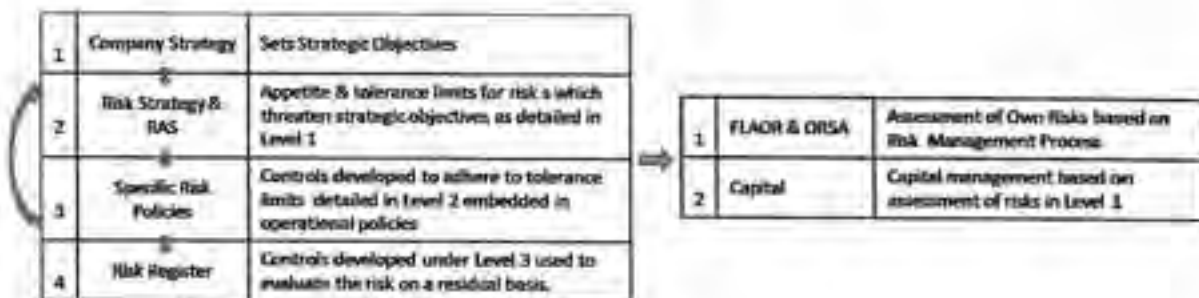 1 Company Strategy Sets Strategic Objectives
2 Risk Strategy & RAS Appetite & tolerance limits for risk s which
threaten strategic objectives as detailed in
Level 1
3 Specific Risk Policies Controls developed to adhere to tolerance
limits detailed in Level 2 embedded in
operational policies
4 Risk Register Controls developed under Level 3 used to
evaluate the risk on a residual basis.
1 FLAOR & ORSA Assessment of Own Risks based on
Risk Management Process
2 Capital Capital management based on
assessment of risks in Level 1